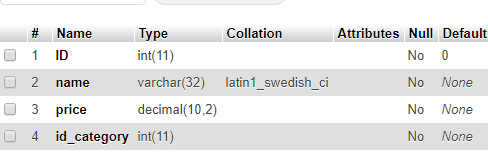 # Name Type Collation Attributes Null Default
1 ID int(11) No 0
2 name varchar(32) latin1_swedish_ci No None
3 price decimal(10,2) No None
4 id_category int(11) No None